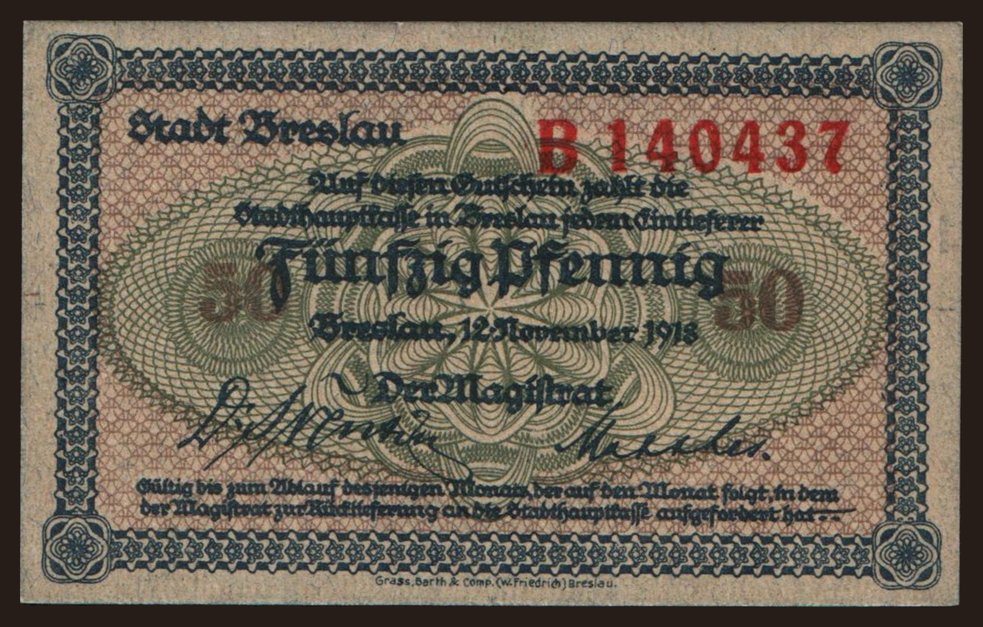 Stadt Breslau
B 140437
Auf diesen Gutschein zahlt die
Stadthauptkasse in Breslau jedem Einlieferer
50 Fünfzig Pfennig 50
Breslau, 12 November 1918
Der Magistrat
Gültig bis zum Ablauf desjenigen Monats, der auf den Monat folgt, in dem
der Magistrat zur Rücklieferung an die Stadthauptkasse aufgefordert hat
Grass, Barth & Comp. (W. Friedrich) Breslau.